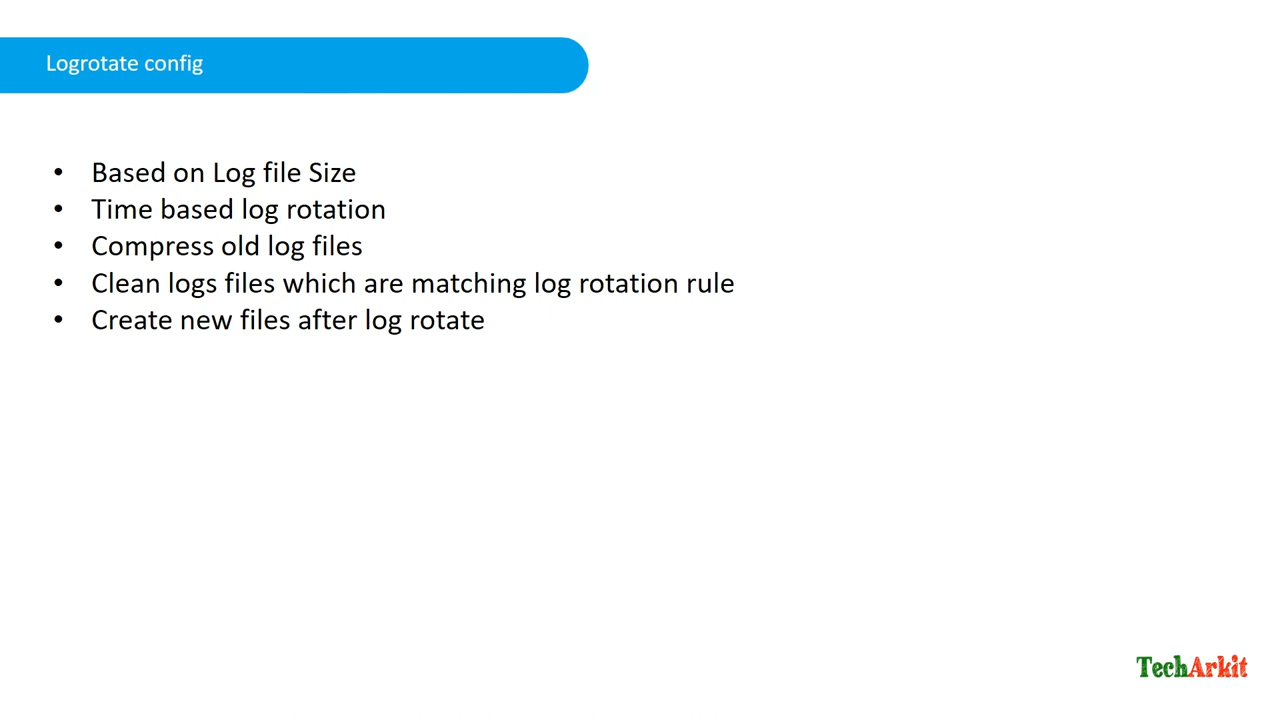 Logrotate config
• Based on Log file Size
• Time based log rotation
• Compress old log files
• Clean logs files which are matching log rotation rule
• Create new files after log rotate
TechArkit